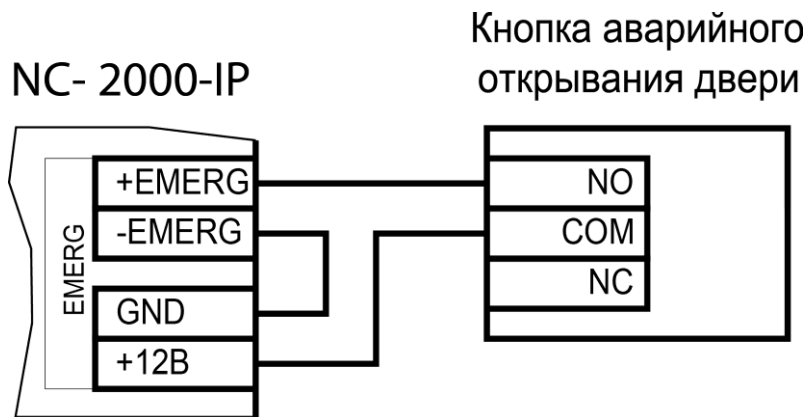 Кнопка аварийного
открывания двери
NC- 2000-IP
EMERG
+EMERG
-EMERG
GND
+12В
NO
COM
NC